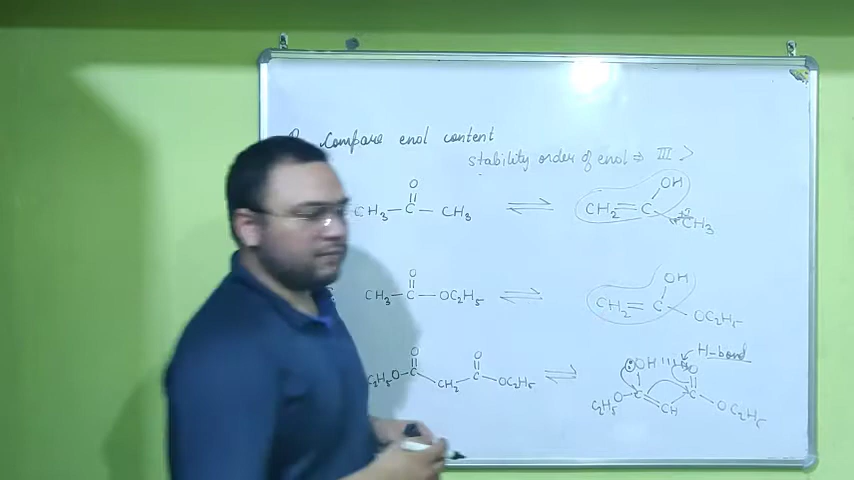 Compare enol content
stability order of enol ⇒ III >
CH3—C(=O)—CH3 ⇌ CH2=C(OH)—CH3
CH3—C(=O)—OC2H5 ⇌ CH2=C(OH)—OC2H5
H-bond
C2H5O—C(=O)—CH2—C(=O)—OC2H5 ⇌ C2H5O—C(OH)=CH—C(=O)—OC2H5